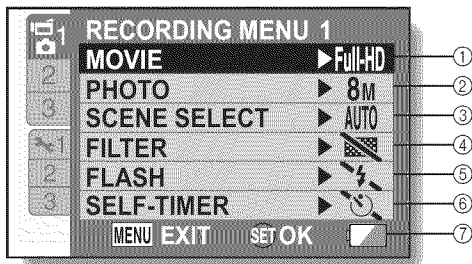 1 RECORDING MENU 1
MOVIE Full-HD ①
2 PHOTO 8M ②
3 SCENE SELECT AUTO ③
1 FILTER ④
2 FLASH ⑤
3 SELF-TIMER ⑥
MENU EXIT SET OK ⑦